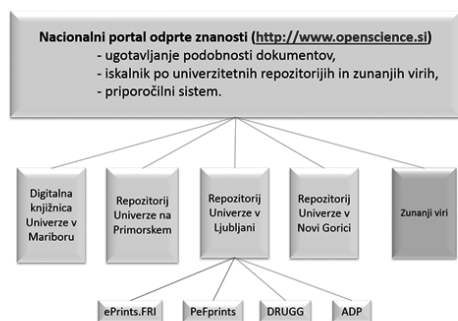 Nacionalni portal odprte znanosti (http://www.openscience.si)
- ugotavljanje podobnosti dokumentov,
- iskalnik po univerzitetnih repozitorijih in zunanjih virih,
- priporočilni sistem.
Digitalna
knjižnica
Univerze v
Mariboru
Repozitorij
Univerze na
Primorskem
Repozitorij
Univerze v
Ljubljani
Repozitorij
Univerze v
Novi Gorici
Zunanji viri
ePrints.FRI
PeFprints
DRUGG
ADP